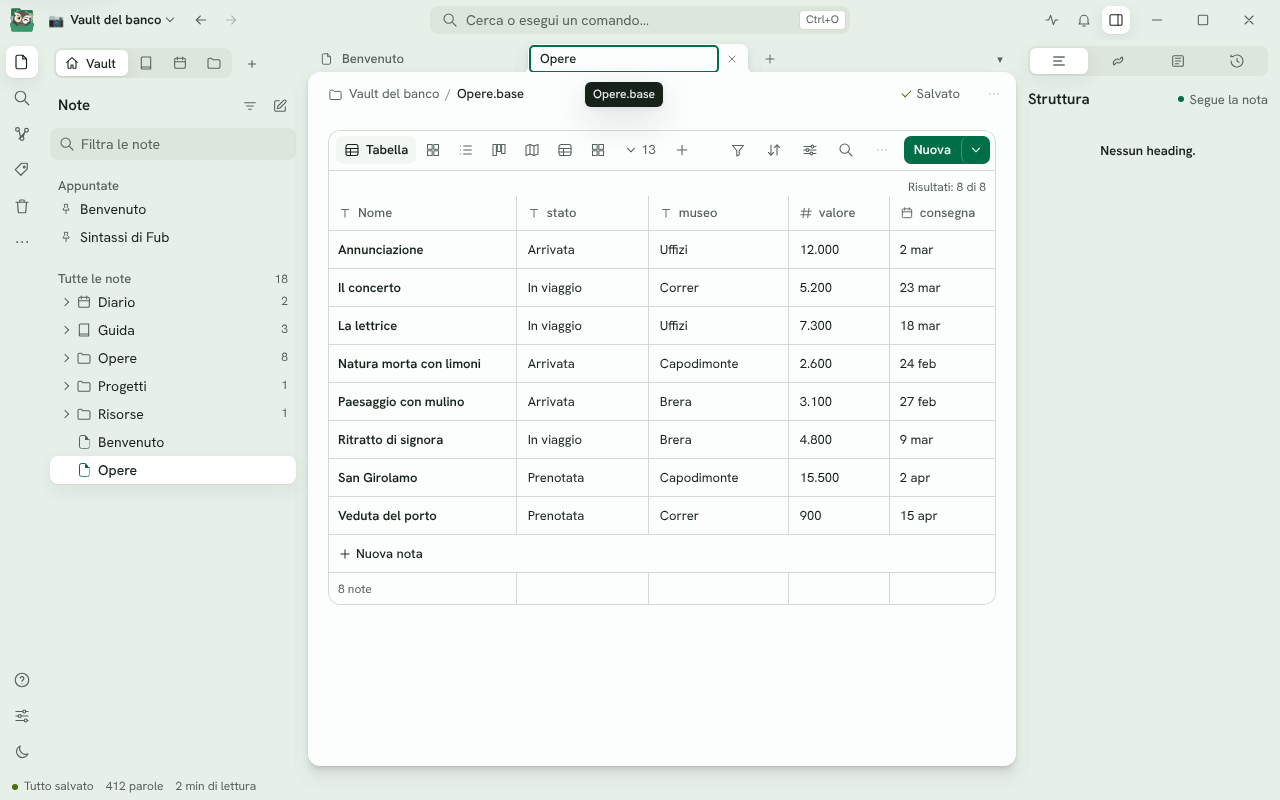 Vault del banco
Cerca o esegui un comando…
Ctrl+O
Vault
Benvenuto
Opere
Note
Vault del banco / Opere.base
Opere.base
Salvato
Struttura
Segue la nota
Filtra le note
Tabella
13
Nuova
Nessun heading.
Appuntate
Risultati: 8 di 8
Benvenuto
Sintassi di Fub
Nome stato museo valore consegna
Annunciazione Arrivata Uffizi 12.000 2 mar
Il concerto In viaggio Correr 5.200 23 mar
La lettrice In viaggio Uffizi 7.300 18 mar
Natura morta con limoni Arrivata Capodimonte 2.600 24 feb
Paesaggio con mulino Arrivata Brera 3.100 27 feb
Ritratto di signora In viaggio Brera 4.800 9 mar
San Girolamo Prenotata Capodimonte 15.500 2 apr
Veduta del porto Prenotata Correr 900 15 apr
Nuova nota
8 note
Tutte le note 18
Diario 2
Guida 3
Opere 8
Progetti 1
Risorse 1
Benvenuto
Opere
Tutto salvato 412 parole 2 min di lettura